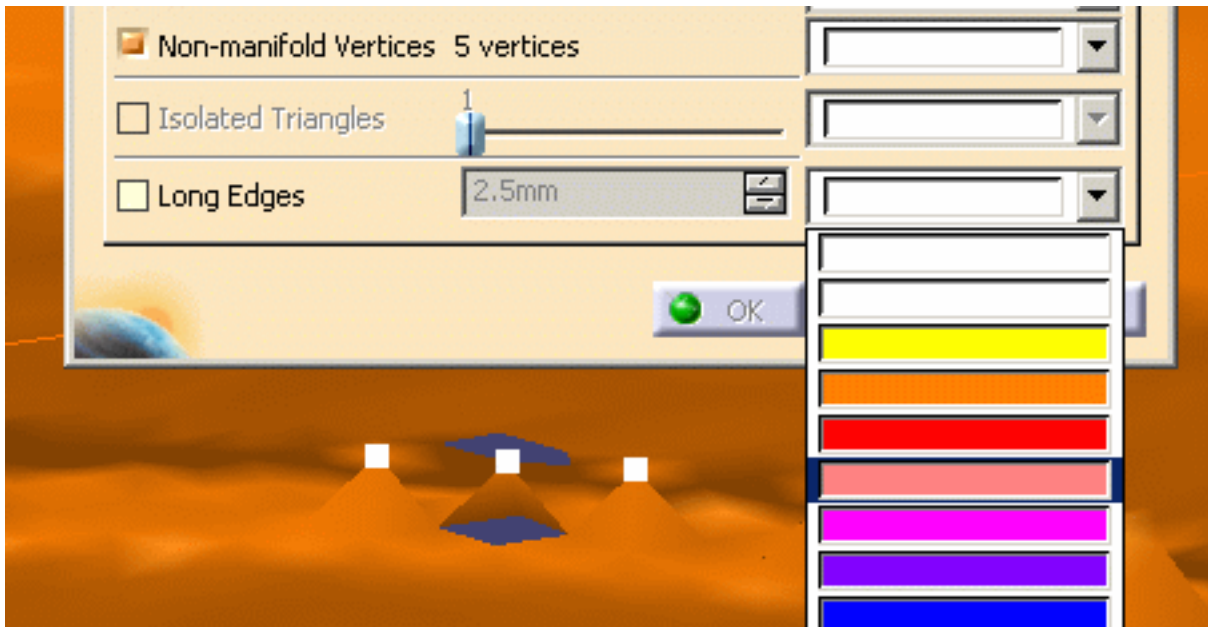 Non-manifold Vertices 5 vertices
1
Isolated Triangles
Long Edges 2.5mm
OK